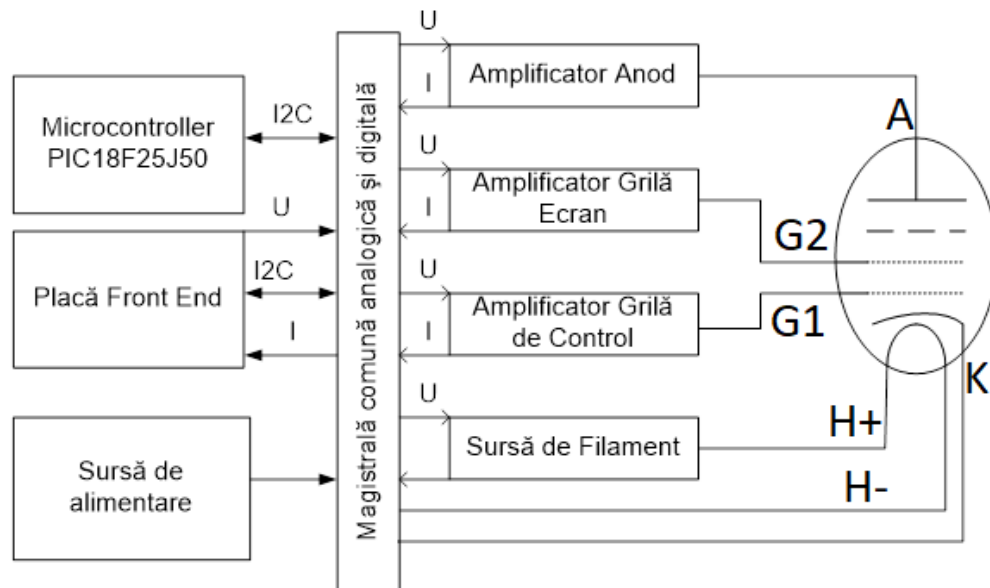 Microcontroller
PIC18F25J50
I2C
U
Placă Front End
I2C
I
Sursă de
alimentare
Magistrală comună analogică şi digitală
U
I
Amplificator Anod
U
I
Amplificator Grilă
Ecran
U
I
Amplificator Grilă
de Control
U
Sursă de Filament
A
G2
G1
K
H+
H-